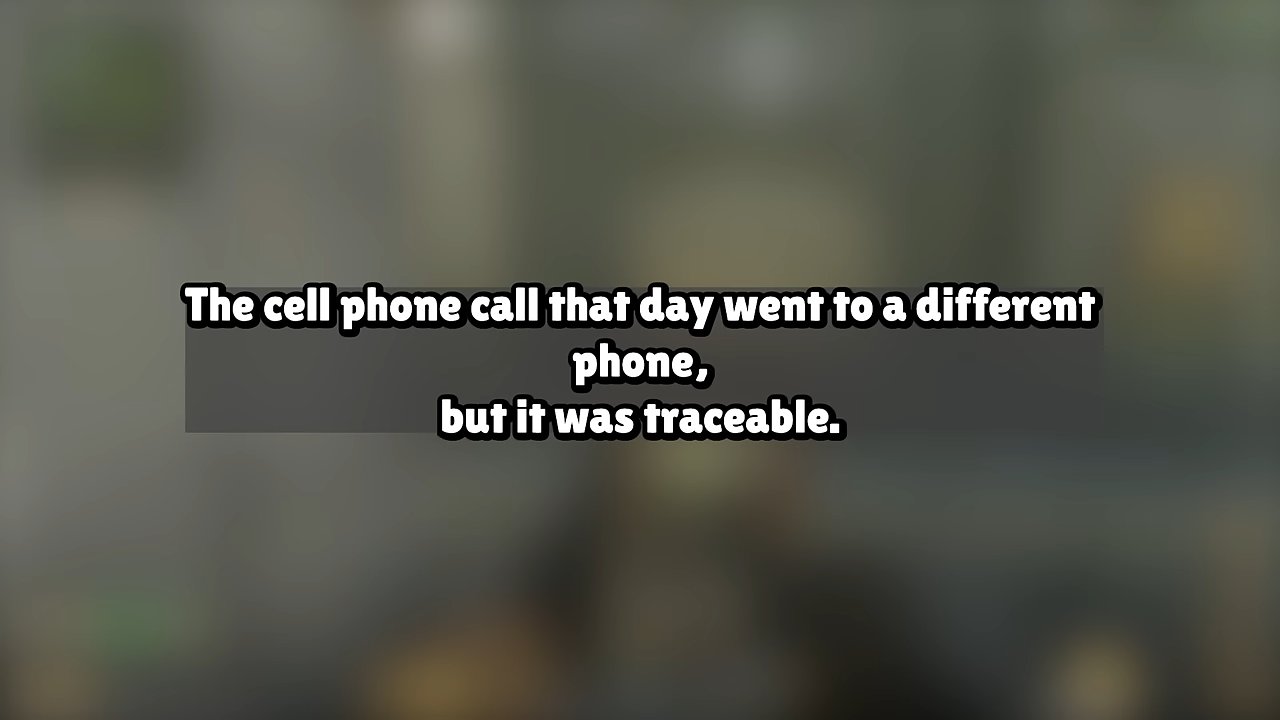 The cell phone call that day went to a different
phone,
but it was traceable.